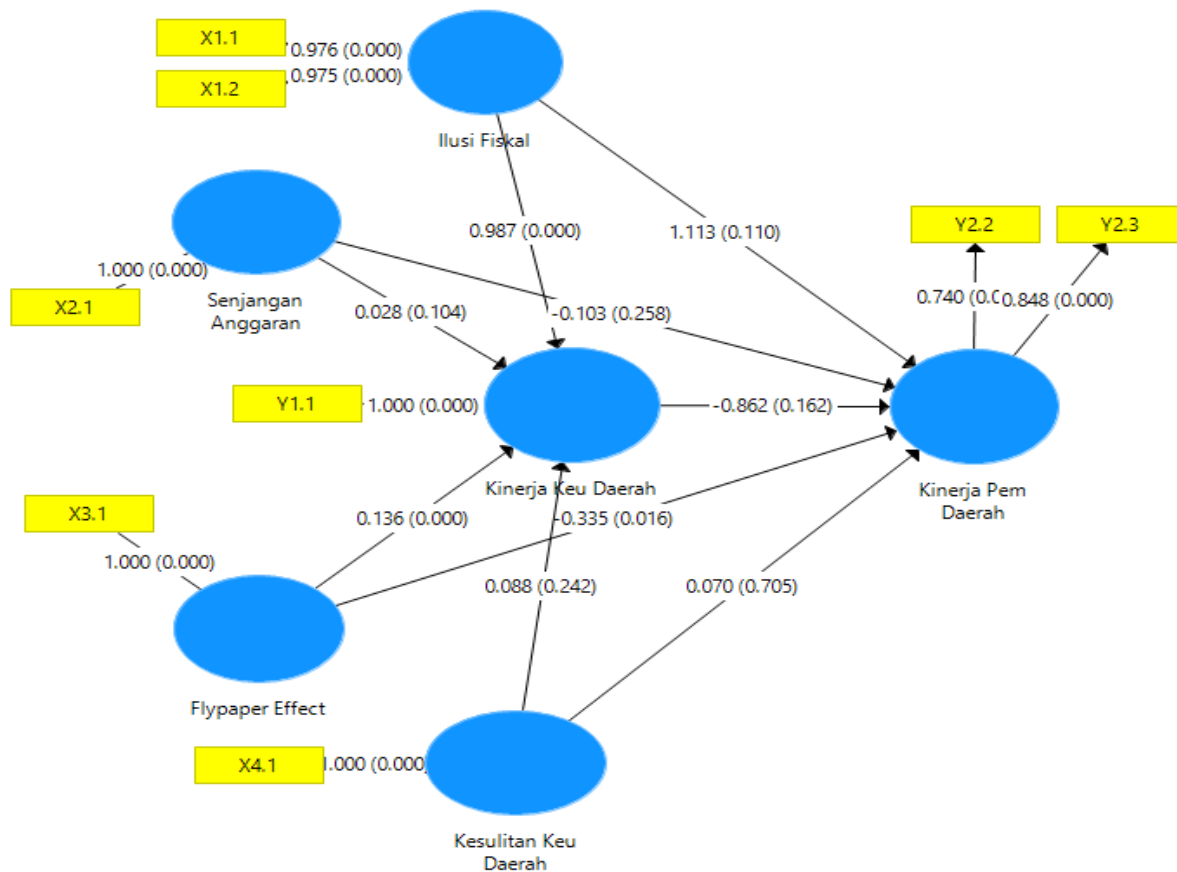 X1.1
0.976 (0.000)
X1.2
0.975 (0.000)
Ilusi Fiskal
0.987 (0.000)
1.113 (0.110)
Y2.2
Y2.3
0.848 (0.000)
X2.1
1.000 (0.000)
Senjangan
Anggaran
0.028 (0.104)
-0.103 (0.258)
Y1.1
1.000 (0.000)
Kinerja Keu Daerah
-0.862 (0.162)
Kinerja Pem
Daerah
X3.1
1.000 (0.000)
0.136 (0.000)
-0.335 (0.016)
0.088 (0.242)
0.070 (0.705)
Flypaper Effect
X4.1
Kesulitan Keu
Daerah